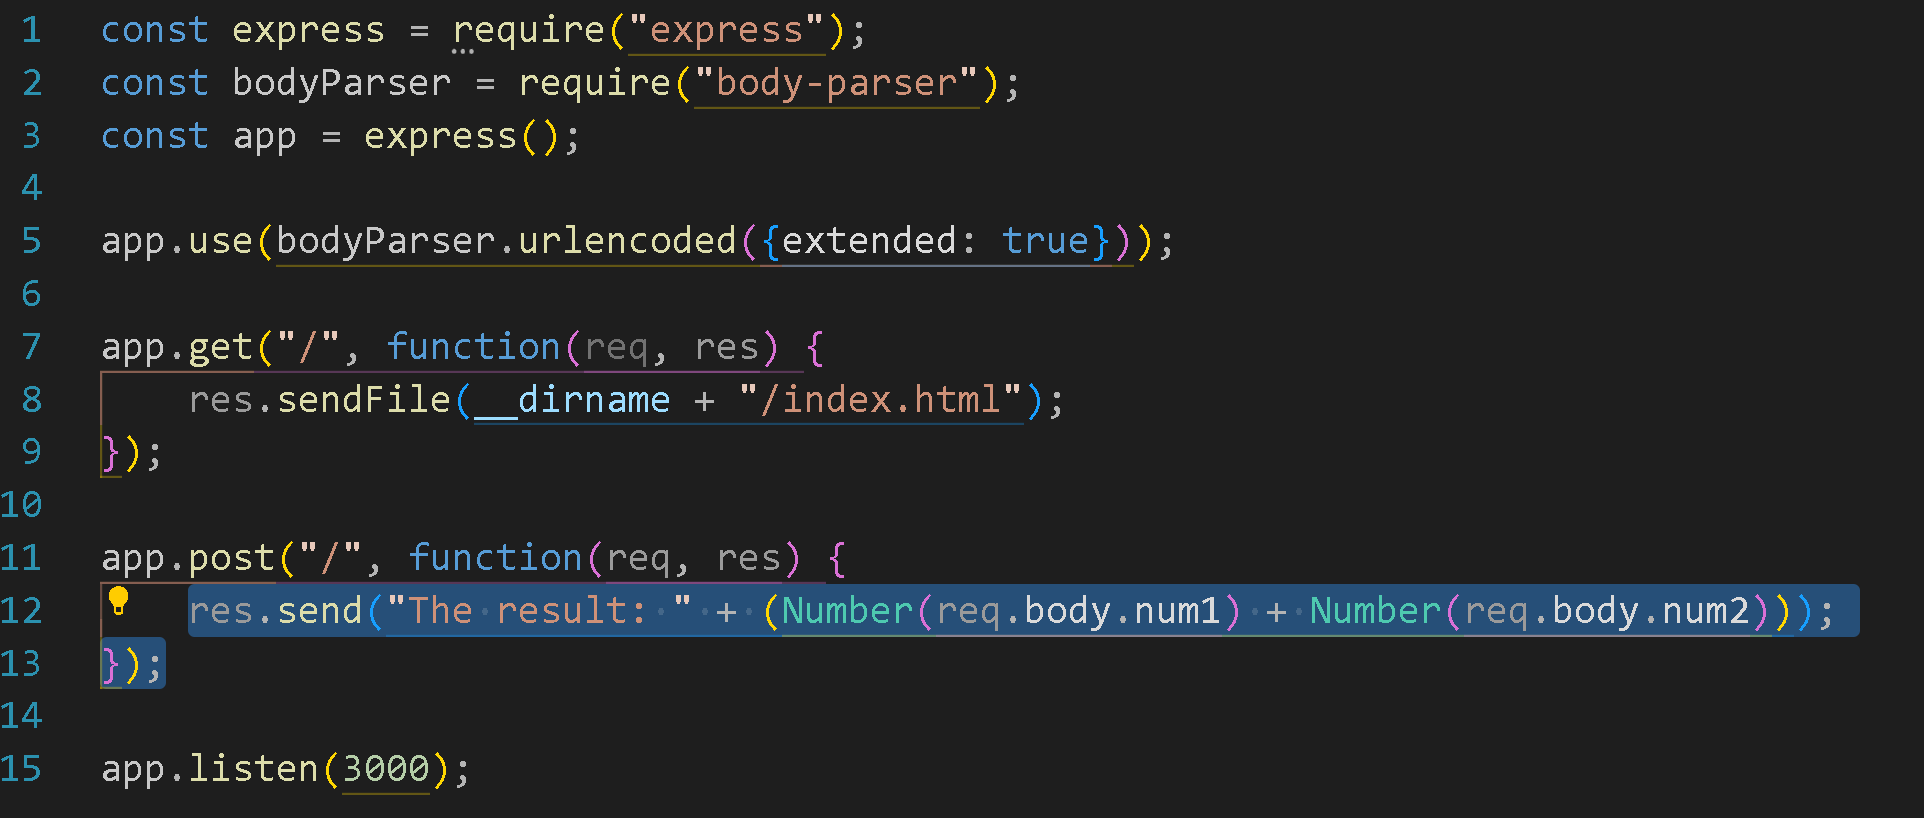 1 const express = require("express");
2 const bodyParser = require("body-parser");
3 const app = express();
4
5 app.use(bodyParser.urlencoded({extended: true}));
6
7 app.get("/", function(req, res) {
8     res.sendFile(__dirname + "/index.html");
9 });
10
11 app.post("/", function(req, res) {
12     res.send("The result: " + (Number(req.body.num1) + Number(req.body.num2)));
13 });
14
15 app.listen(3000);